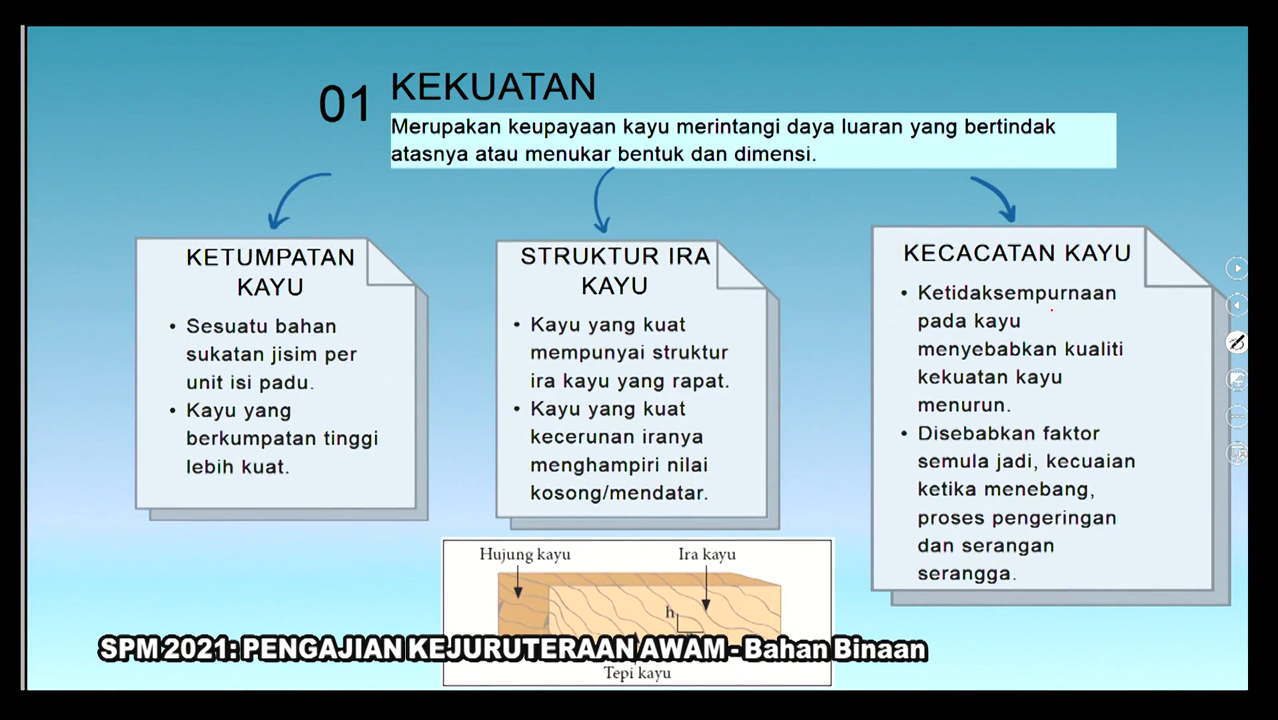 01
KEKUATAN
Merupakan keupayaan kayu merintangi daya luaran yang bertindak
atasnya atau menukar bentuk dan dimensi.
KETUMPATAN
KAYU
• Sesuatu bahan
sukatan jisim per
unit isi padu.
• Kayu yang
berkumpatan tinggi
lebih kuat.
STRUKTUR IRA
KAYU
• Kayu yang kuat
mempunyai struktur
ira kayu yang rapat.
• Kayu yang kuat
kecerunan iranya
menghampiri nilai
kosong/mendatar.
KECACATAN KAYU
• Ketidaksempurnaan
pada kayu
menyebabkan kualiti
kekuatan kayu
menurun.
• Disebabkan faktor
semula jadi, kecuaian
ketika menebang,
proses pengeringan
dan serangan
serangga.
Hujung kayu
Ira kayu
h
SPM 2021: PENGAJIAN KEJURUTERAAN AWAM - Bahan Binaan
Tepi kayu